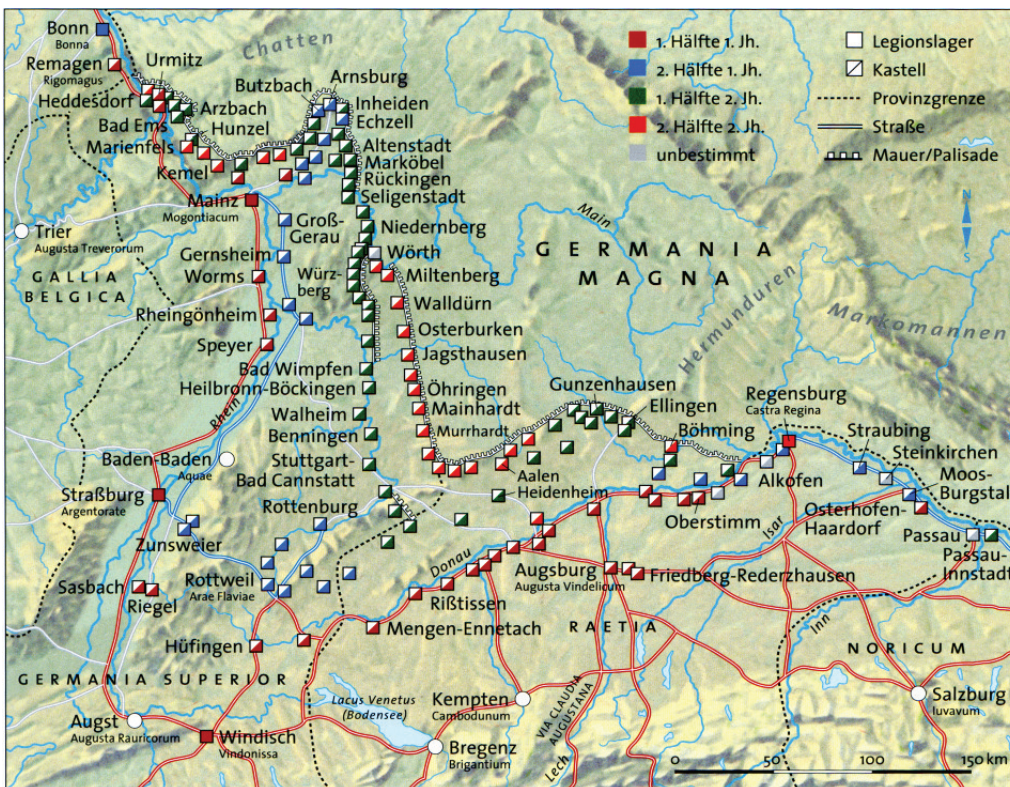 Bonn
Bonna
Remagen
Rigomagus
Urmitz
Heddesdorf
Arzbach
Bad Ems
Hunzel
Marienfels
Kemel
Chatten
Butzbach
Arnsburg
Inheiden
Echzell
Altenstadt
Marköbel
Rückingen
Seligenstadt
Niedernberg
Wörth
Miltenberg
Walldürn
Osterburken
Jagsthausen
Öhringen
Mainhardt
Murrhardt
1. Hälfte 1. Jh.
2. Hälfte 1. Jh.
1. Hälfte 2. Jh.
2. Hälfte 2. Jh.
unbestimmt
Legionslager
Kastell
Provinzgrenze
Straße
Mauer/Palisade
N
S
Main
GERMANIA
MAGNA
Hermunduren
Markomannen
Mainz
Mogontiacum
Trier
Augusta Treverorum
GALLIA
BELGICA
Groß-
Gerau
Gernsheim
Worms
Würz-
berg
Rheingönheim
Speyer
Bad Wimpfen
Heilbronn-Böckingen
Rhein
Walheim
Benningen
Baden-Baden
Aquae
Stuttgart-
Bad Cannstatt
Straßburg
Argentorate
Rottenburg
Zunsweier
Sasbach
Riegel
Rottweil
Arae Flaviae
Hüfingen
GERMANIA SUPERIOR
Augst
Augusta Rauricorum
Windisch
Vindonissa
Lacus Venetus
(Bodensee)
Bregenz
Brigantium
Kempten
Cambodunum
Mengen-Ennetach
Rißtissen
Donau
Aalen
Heidenheim
Gunzenhausen
Ellingen
Böhming
Regensburg
Castra Regina
Straubing
Steinkirchen
Moos-
Burgstal
Alkofen
Osterhofen-
Haardorf
Passau
Passau-
Innstadt
Oberstimm
Isar
Augsburg
Augusta Vindelicum
Friedberg-Rederzhausen
RAETIA
VIA CLAUDIA
AUGUSTANA
Lech
Inn
NORICUM
Salzburg
Iuvavum
0 50 100 150 km